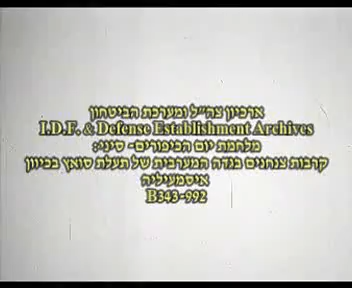 ארכיון צה"ל ומערכת הביטחון
I.D.F. & Defense Establishment Archives
מלחמת יום הכיפורים- סיני:
קרבות צנחנים בגדה המערבית של תעלת סואץ בכיוון
איסמעיליה
B343-992